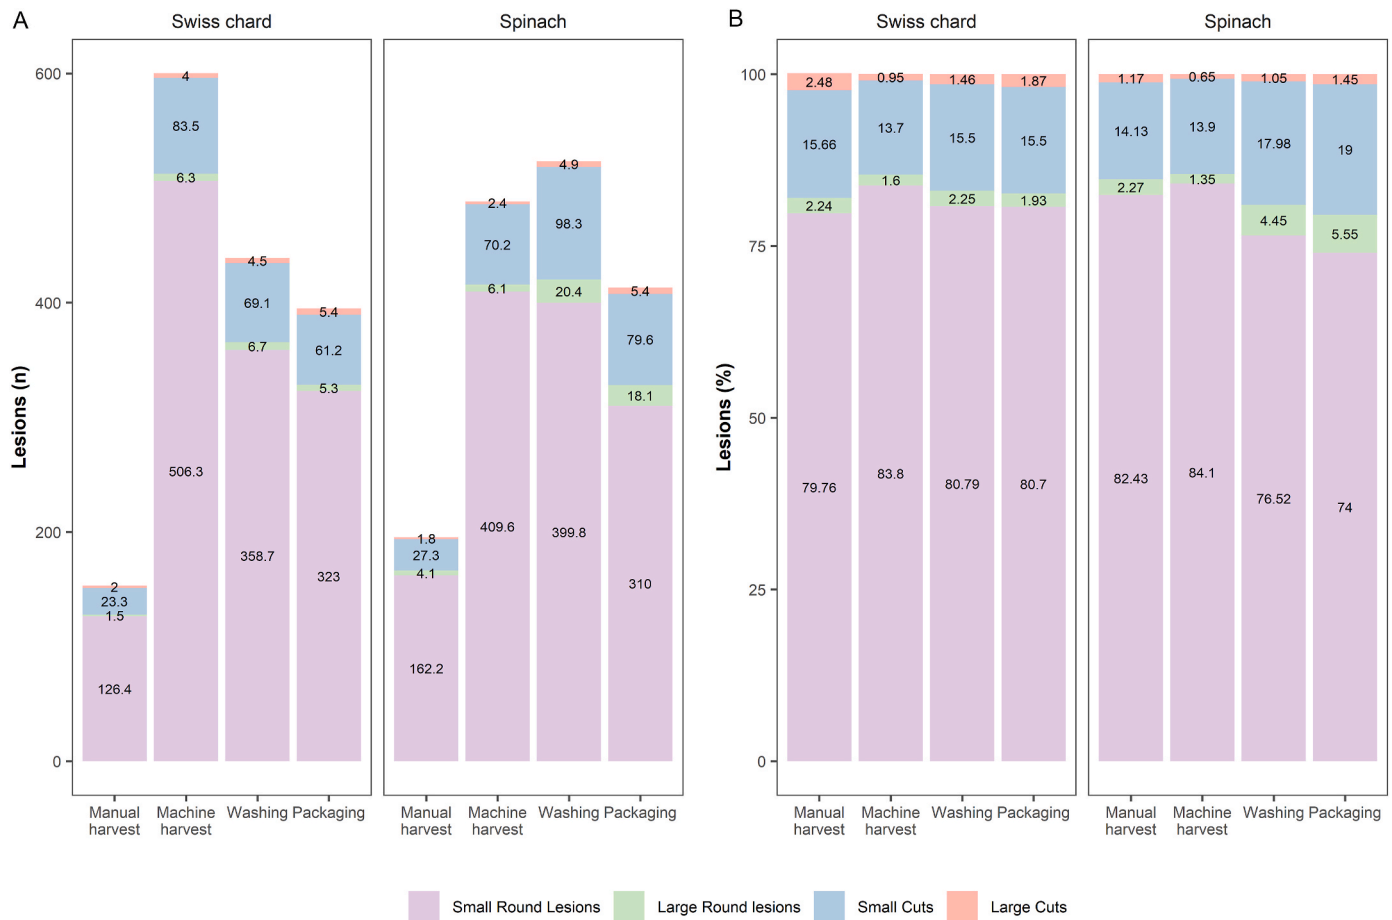 A
Swiss chard
Spinach
Lesions (n)
600
400
200
0
2
23.3
1.5
126.4
4
83.5
6.3
506.3
4.5
69.1
6.7
358.7
5.4
61.2
5.3
323
1.8
27.3
4.1
162.2
2.4
70.2
6.1
409.6
4.9
98.3
20.4
399.8
5.4
79.6
18.1
310
Manual
harvest
Machine
harvest
Washing
Packaging
Manual
harvest
Machine
harvest
Washing
Packaging
B
Swiss chard
Spinach
Lesions (%)
100
75
50
25
0
2.48
15.66
2.24
79.76
0.95
13.7
1.6
83.8
1.46
15.5
2.25
80.79
1.87
15.5
1.93
80.7
1.17
14.13
2.27
82.43
0.65
13.9
1.35
84.1
1.05
17.98
4.45
76.52
1.45
19
5.55
74
Manual
harvest
Machine
harvest
Washing
Packaging
Manual
harvest
Machine
harvest
Washing
Packaging
Small Round Lesions
Large Round lesions
Small Cuts
Large Cuts